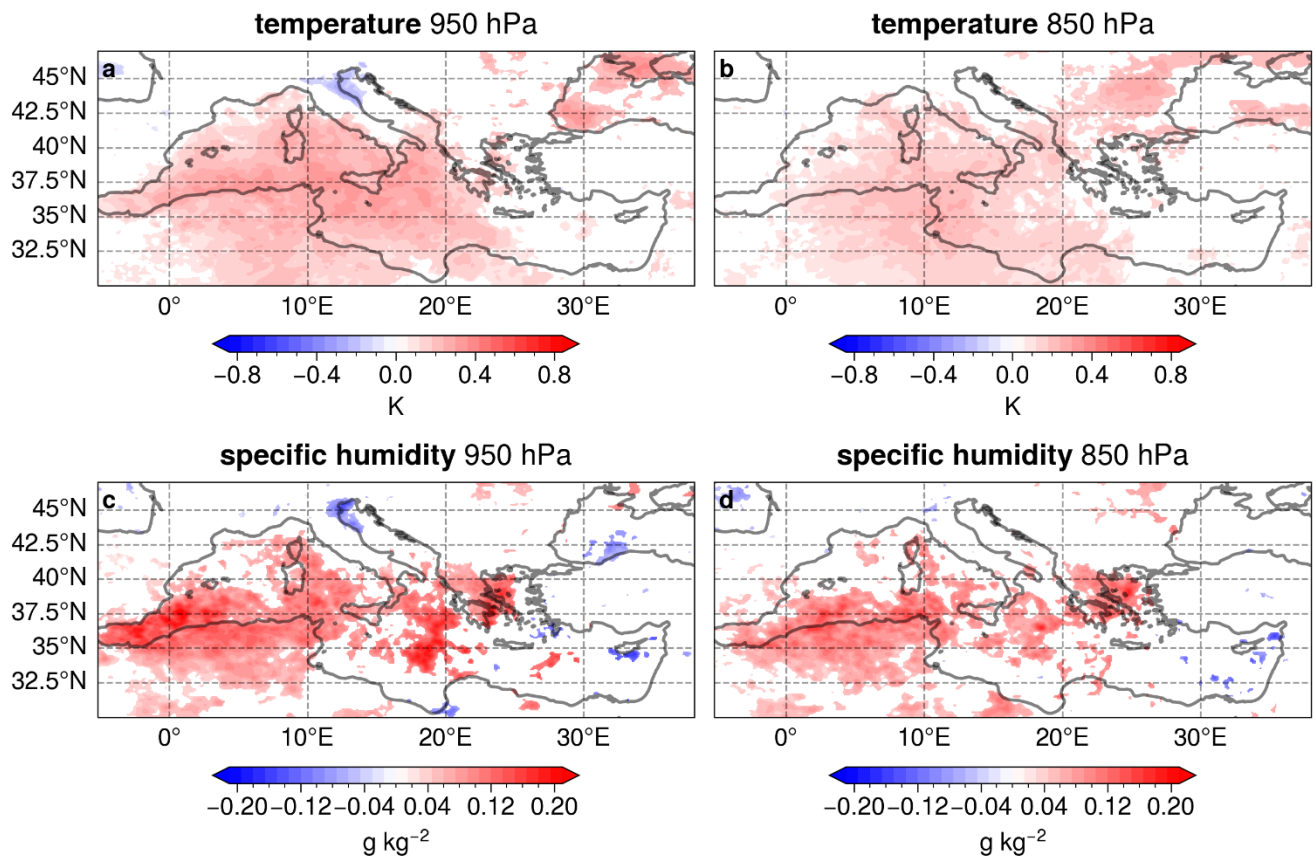 temperature 950 hPa
temperature 850 hPa
a
b
45°N
42.5°N
40°N
37.5°N
35°N
32.5°N
0° 10°E 20°E 30°E
0° 10°E 20°E 30°E
−0.8 −0.4 0.0 0.4 0.8
−0.8 −0.4 0.0 0.4 0.8
K
K
specific humidity 950 hPa
specific humidity 850 hPa
c
d
45°N
42.5°N
40°N
37.5°N
35°N
32.5°N
0° 10°E 20°E 30°E
0° 10°E 20°E 30°E
−0.20 −0.12 −0.04 0.04 0.12 0.20
−0.20 −0.12 −0.04 0.04 0.12 0.20
g kg⁻²
g kg⁻²